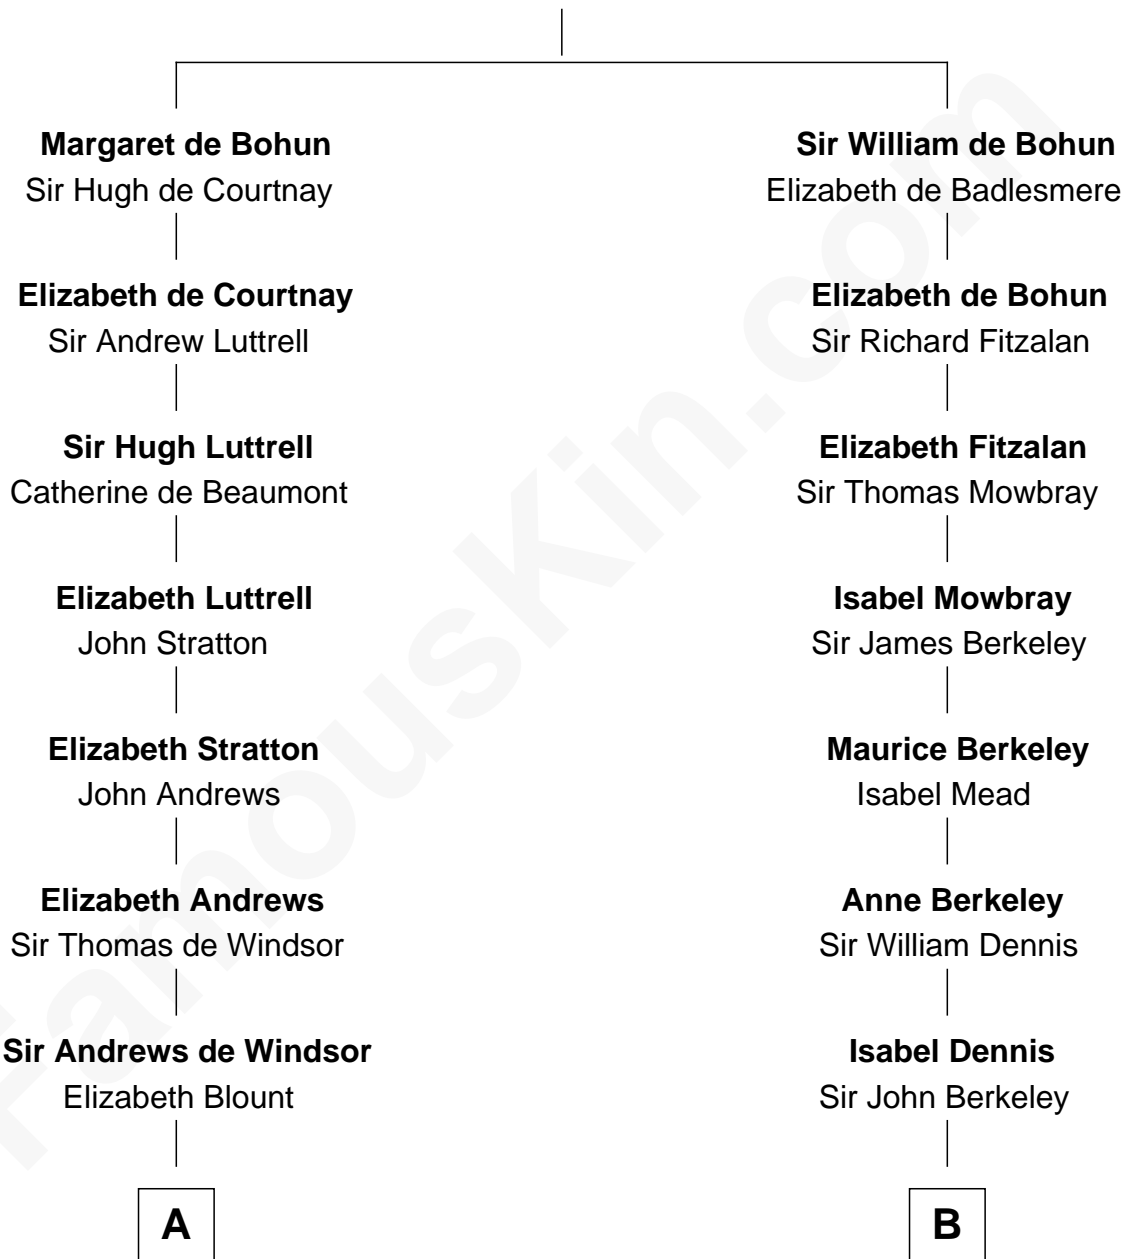 Margaret de Bohun
Sir Hugh de Courtnay
Elizabeth de Courtnay
Sir Andrew Luttrell
Sir Hugh Luttrell
Catherine de Beaumont
Elizabeth Luttrell
John Stratton
Elizabeth Stratton
John Andrews
Elizabeth Andrews
Sir Thomas de Windsor
Sir Andrews de Windsor
Elizabeth Blount
A
Sir William de Bohun
Elizabeth de Badlesmere
Elizabeth de Bohun
Sir Richard Fitzalan
Elizabeth Fitzalan
Sir Thomas Mowbray
Isabel Mowbray
Sir James Berkeley
Maurice Berkeley
Isabel Mead
Anne Berkeley
Sir William Dennis
Isabel Dennis
Sir John Berkeley
B
FamousKin.com